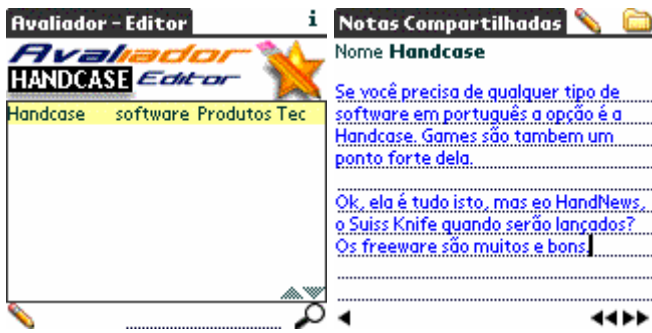 Avaliador - Editor
i
Avaliador
HANDCASE Editor
Handcase software Produtos Tec
Notas Compartilhadas
Nome Handcase
Se você precisa de qualquer tipo de
software em português a opção é a
Handcase. Games são tambem um
ponto forte dela.
Ok, ela é tudo isto, mas eo HandNews,
o Suiss Knife quando serão lançados?
Os freeware são muitos e bons.